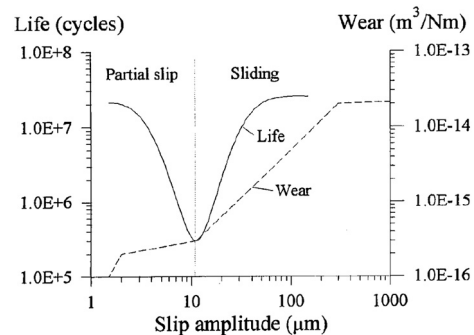 Life (cycles)
Wear (m³/Nm)
1.0E+8
1.0E-13
Partial slip
Sliding
1.0E+7
1.0E-14
Life
1.0E+6
1.0E-15
Wear
1.0E+5
1.0E-16
1 10 100 1000
Slip amplitude (μm)